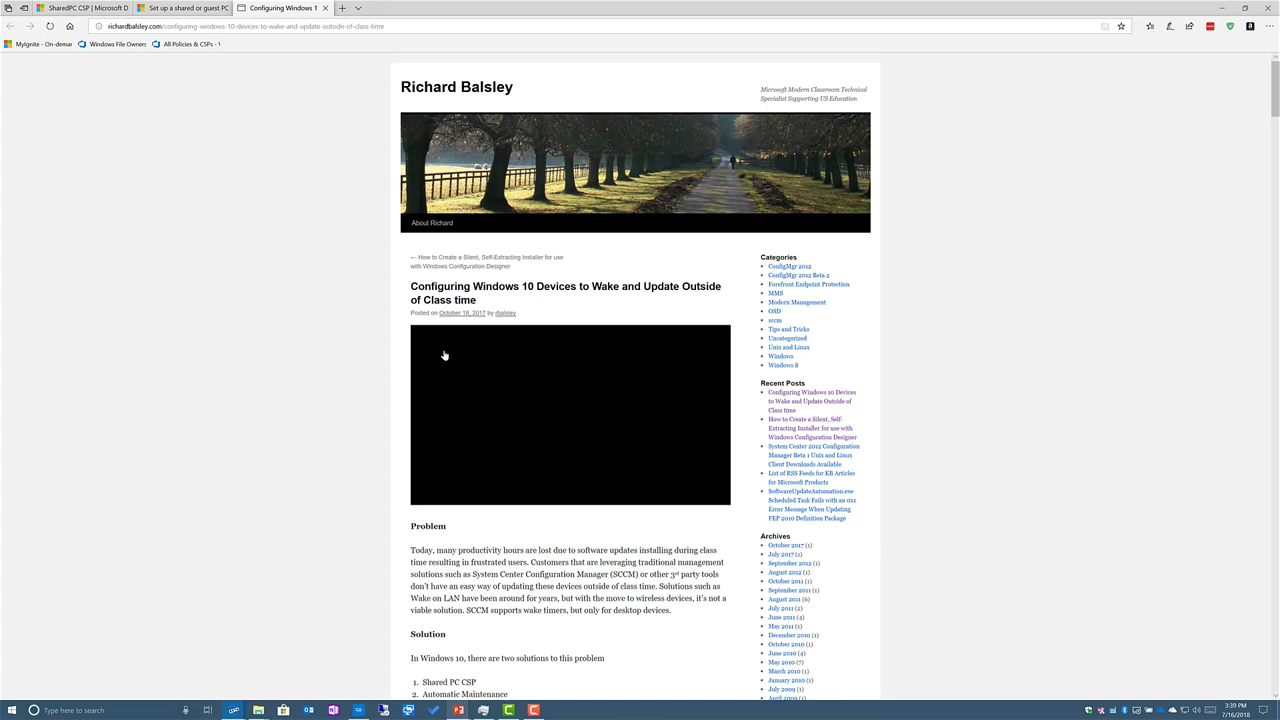 SharedPC CSP | Microsoft D
Set up a shared or guest PC
Configuring Windows 1
richardbalsley.com/configuring-windows-10-devices-to-wake-and-update-outside-of-class-time
MyIgnite - On-deman
Windows File Owners
All Policies & CSPs -
Richard Balsley
Microsoft Modern Classroom Technical
Specialist Supporting US Education
About Richard
← How to Create a Silent, Self-Extracting Installer for use
with Windows Configuration Designer
Configuring Windows 10 Devices to Wake and Update Outside
of Class time
Posted on October 18, 2017 by rbalsley
Problem
Today, many productivity hours are lost due to software updates installing during class
time resulting in frustrated users. Customers that are leveraging traditional management
solutions such as System Center Configuration Manager (SCCM) or other 3rd party tools
don't have an easy way of updating these devices outside of class time. Solutions such as
Wake on LAN have been around for years, but with the move to wireless devices, it's not a
viable solution. SCCM supports wake timers, but only for desktop devices.
Solution
In Windows 10, there are two solutions to this problem
1. Shared PC CSP
2. Automatic Maintenance
Categories
ConfigMgr 2012
ConfigMgr 2012 Beta 2
Forefront Endpoint Protection
MMS
Modern Management
OSD
sccm
Tips and Tricks
Uncategorized
Unix and Linux
Windows
Windows 8
Recent Posts
Configuring Windows 10 Devices
to Wake and Update Outside of
Class time
How to Create a Silent, Self-
Extracting Installer for use with
Windows Configuration Designer
System Center 2012 Configuration
Manager Beta 1 Unix and Linux
Client Downloads Available
List of RSS Feeds for KB Articles
for Microsoft Products
SoftwareUpdateAutomation.exe
Scheduled Task Fails with an 0x1
Error Message When Updating
FEP 2010 Definition Package
Archives
October 2017 (1)
July 2017 (1)
September 2012 (1)
August 2012 (1)
October 2011 (1)
September 2011 (1)
August 2011 (6)
July 2011 (2)
June 2011 (4)
May 2011 (1)
December 2010 (1)
October 2010 (1)
June 2010 (4)
May 2010 (7)
March 2010 (1)
January 2010 (1)
July 2009 (1)
April 2009 (1)
Type here to search
3:39 PM
7/16/2018